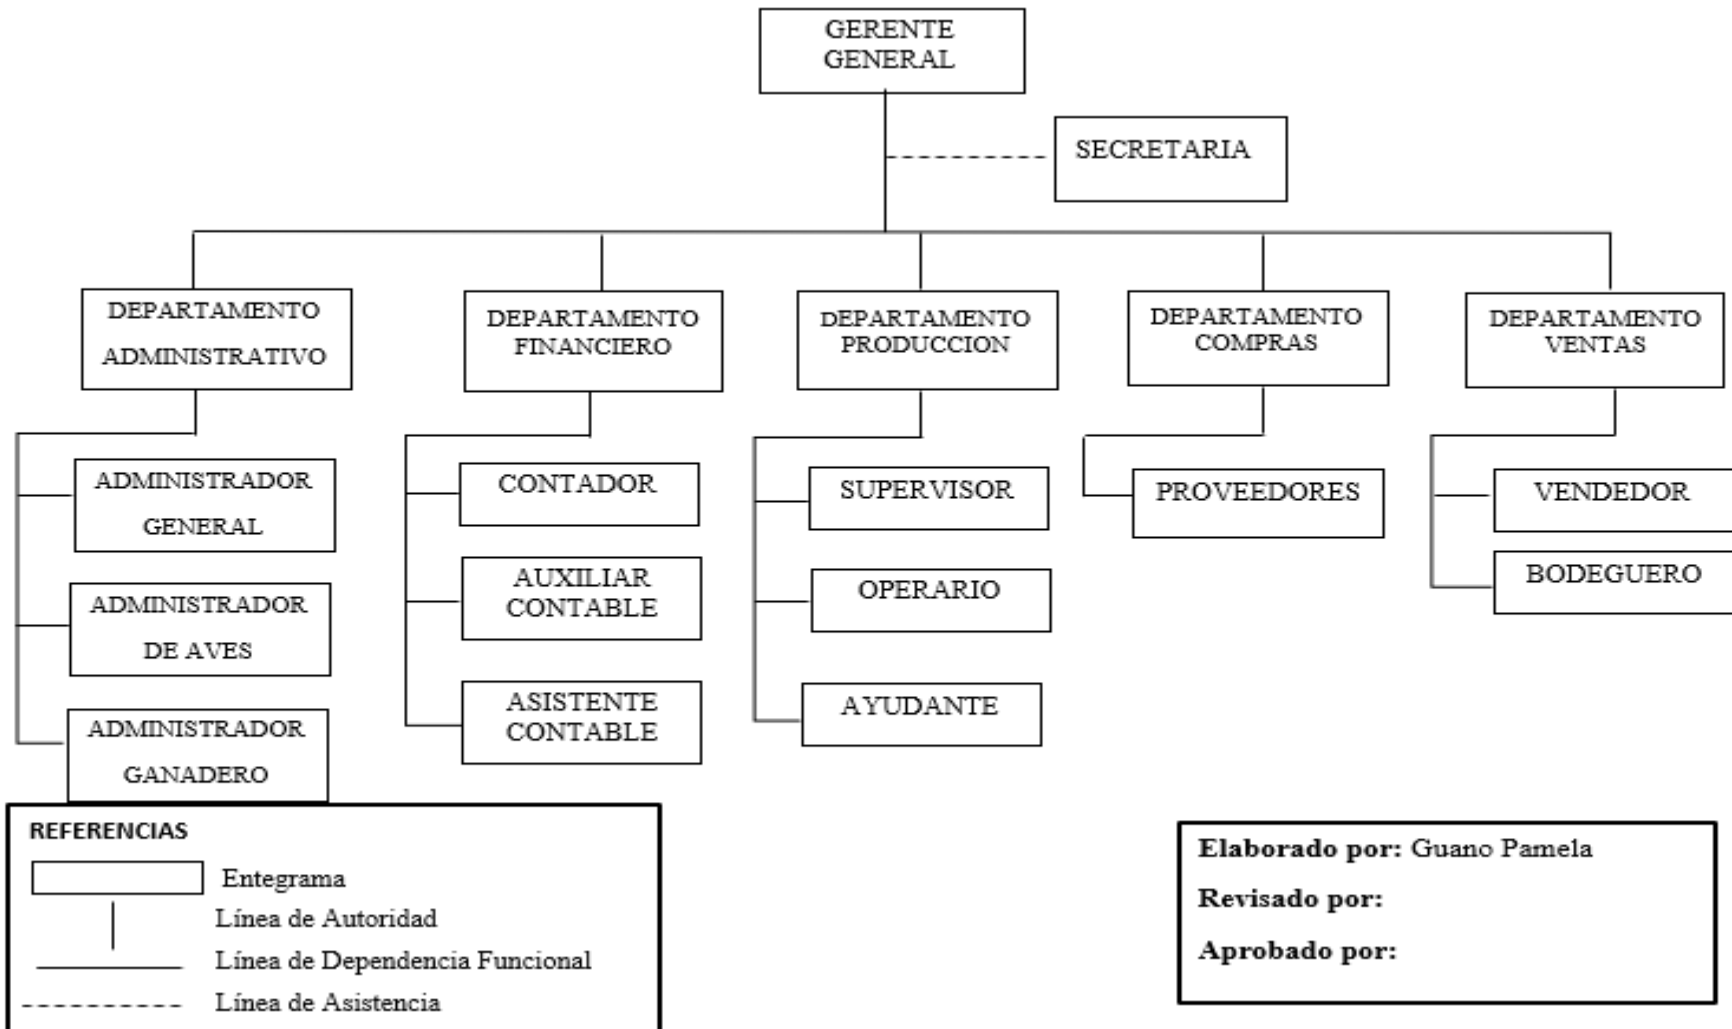 GERENTE
GENERAL
SECRETARIA
DEPARTAMENTO
ADMINISTRATIVO
DEPARTAMENTO
FINANCIERO
DEPARTAMENTO
PRODUCCION
DEPARTAMENTO
COMPRAS
DEPARTAMENTO
VENTAS
ADMINISTRADOR
GENERAL
ADMINISTRADOR
DE AVES
ADMINISTRADOR
GANADERO
CONTADOR
AUXILIAR
CONTABLE
ASISTENTE
CONTABLE
SUPERVISOR
OPERARIO
AYUDANTE
PROVEEDORES
VENDEDOR
BODEGUERO
REFERENCIAS
Entegrama
Línea de Autoridad
Línea de Dependencia Funcional
Línea de Asistencia
Elaborado por: Guano Pamela
Revisado por:
Aprobado por: